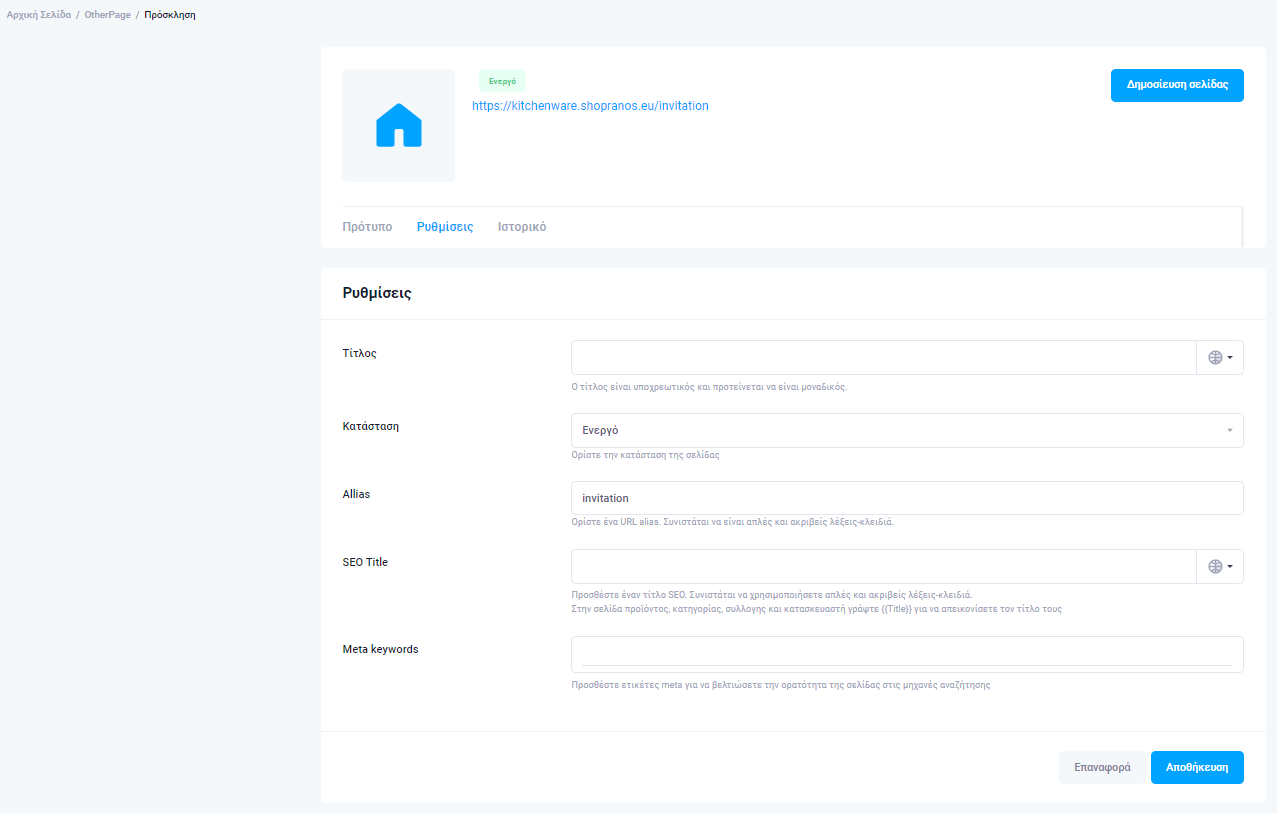 Αρχική Σελίδα / OtherPage / Πρόσκληση
Ενεργό
https://kitchenware.shopranos.eu/invitation
Δημοσίευση σελίδας
Πρότυπο Ρυθμίσεις Ιστορικό
Ρυθμίσεις
Τίτλος
Ο τίτλος είναι υποχρεωτικός και προτείνεται να είναι μοναδικός.
Κατάσταση
Ενεργό
Ορίστε την κατάσταση της σελίδας
Allias
invitation
Ορίστε ένα URL alias. Συνιστάται να είναι απλές και ακριβείς λέξεις-κλειδιά.
SEO Title
Προσθέστε έναν τίτλο SEO. Συνιστάται να χρησιμοποιήσετε απλές και ακριβείς λέξεις-κλειδιά.
Στην σελίδα προϊόντος, κατηγορίας, συλλογης και κατασκευαστή γράψτε {{Title}} για να απεικονίσετε τον τίτλο τους
Meta keywords
Προσθέστε ετικέτες meta για να βελτιώσετε την ορατότητα της σελίδας στις μηχανές αναζήτησης
Επαναφορά
Αποθήκευση